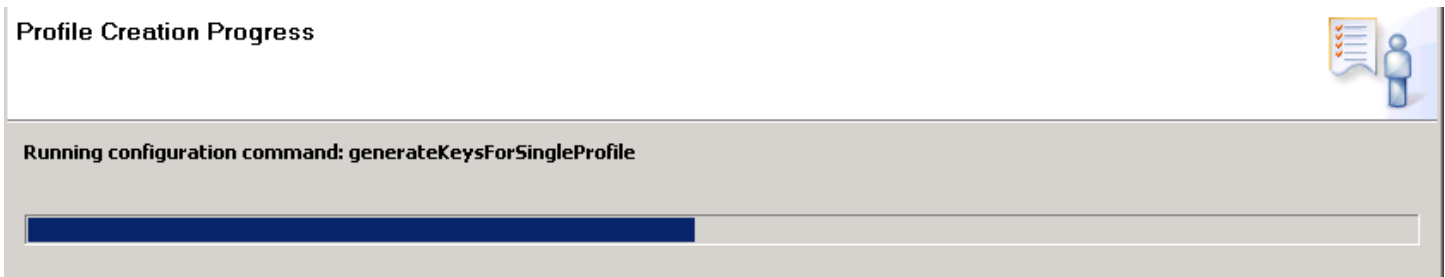 Profile Creation Progress
Running configuration command: generateKeysForSingleProfile